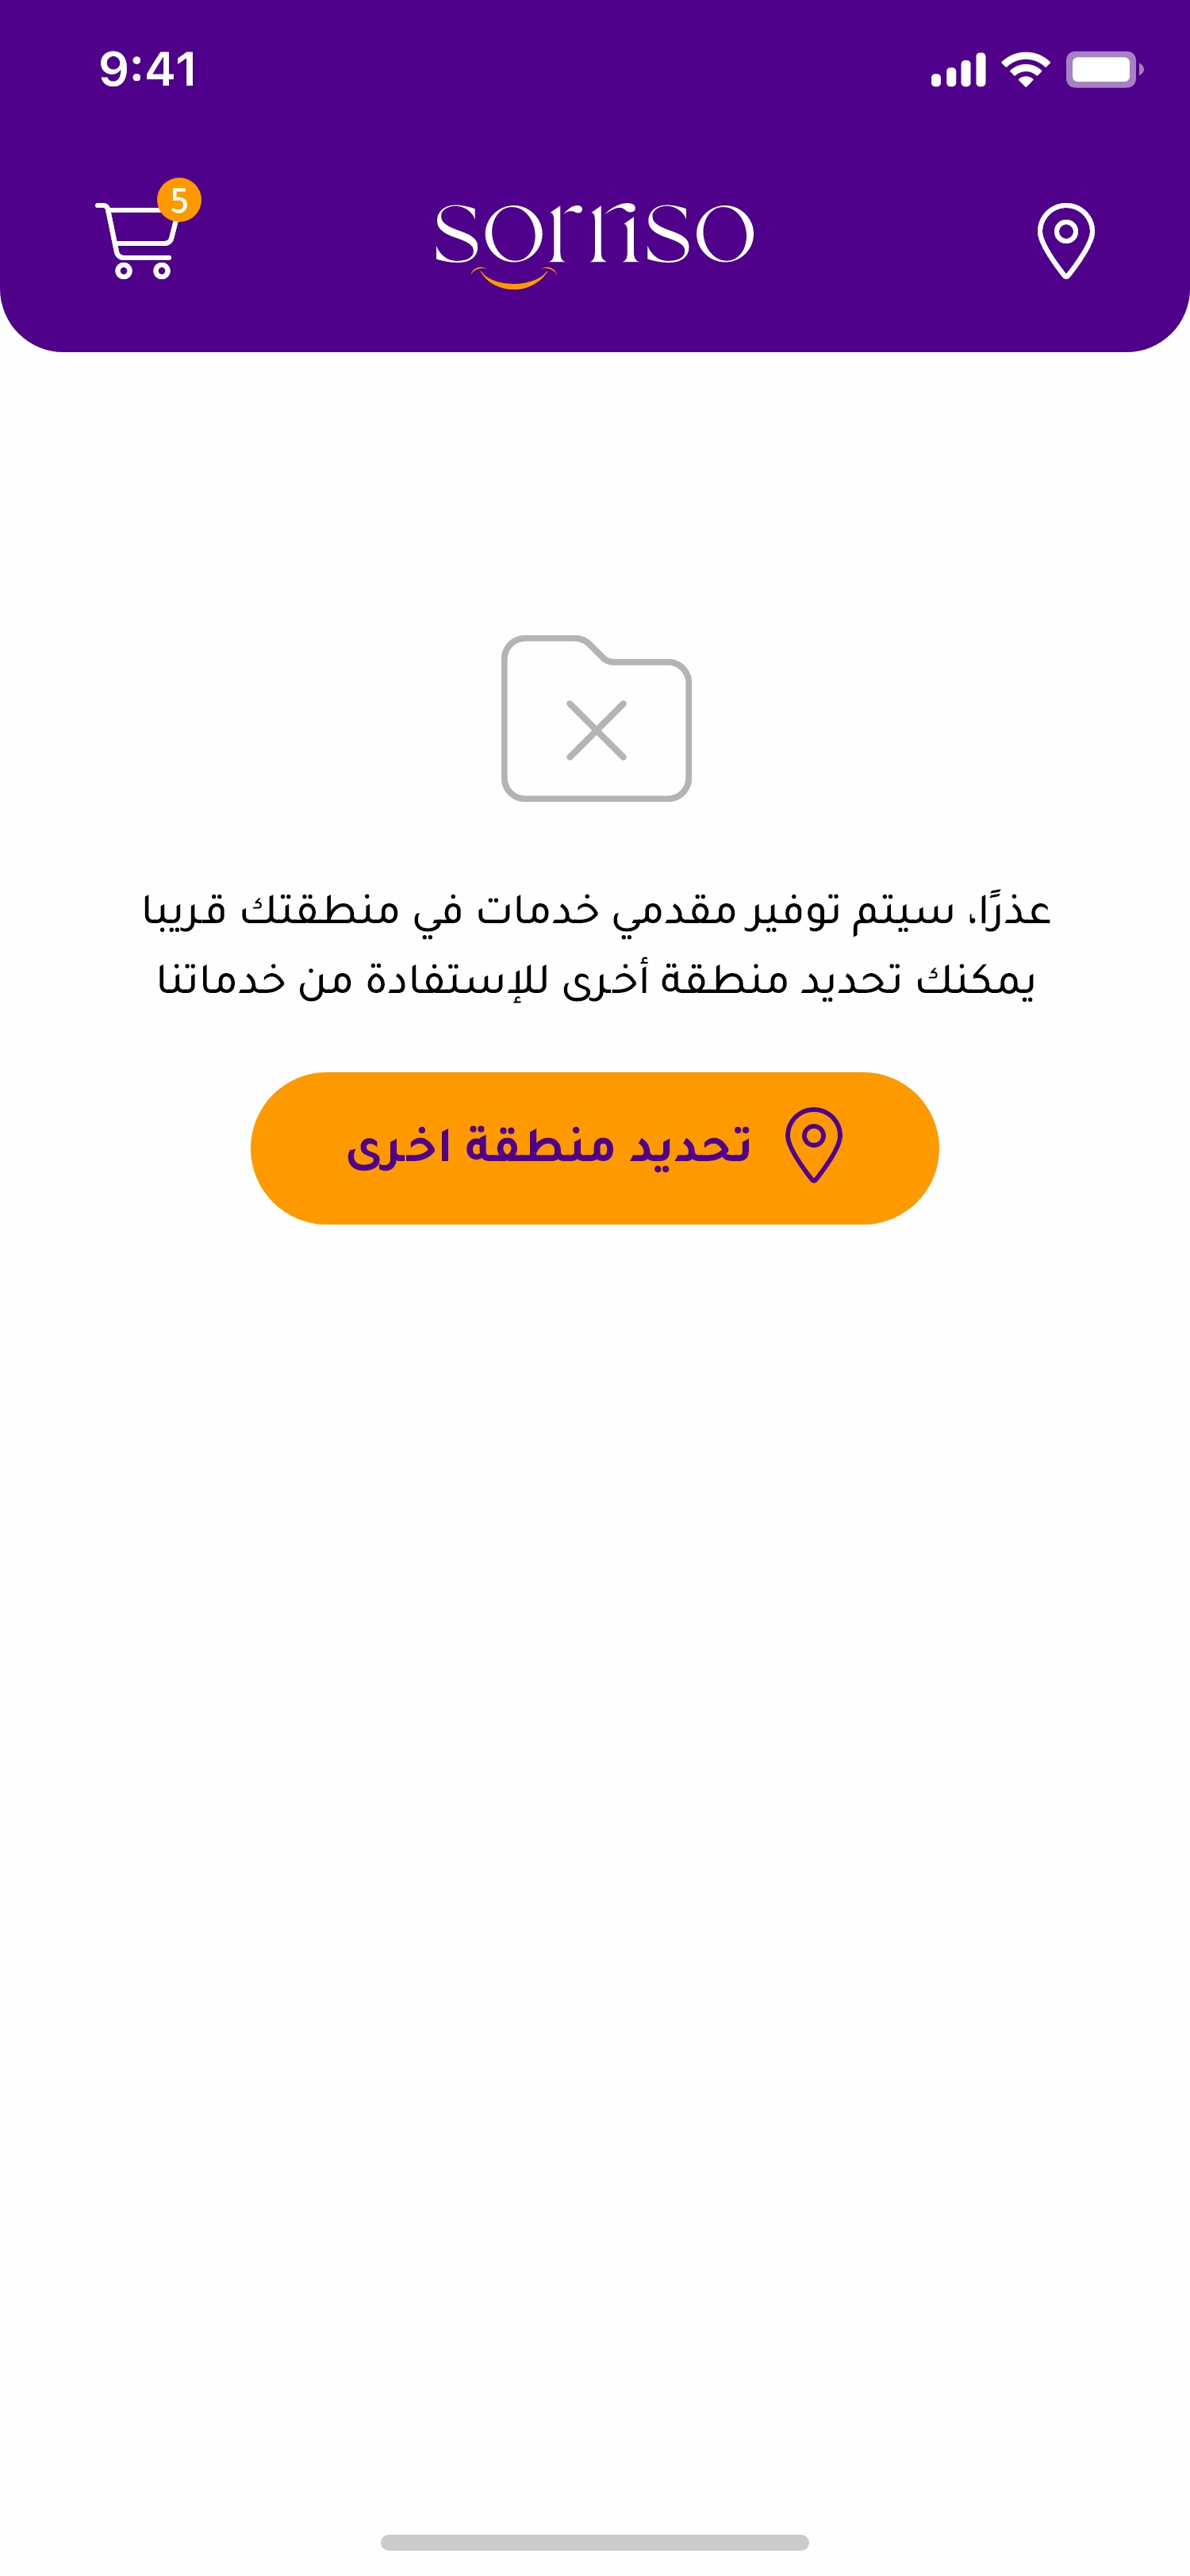 9:41
5
sorriso
عذرًا، سيتم توفير مقدمي خدمات في منطقتك قريبا
يمكنك تحديد منطقة أخرى للإستفادة من خدماتنا
تحديد منطقة اخرى